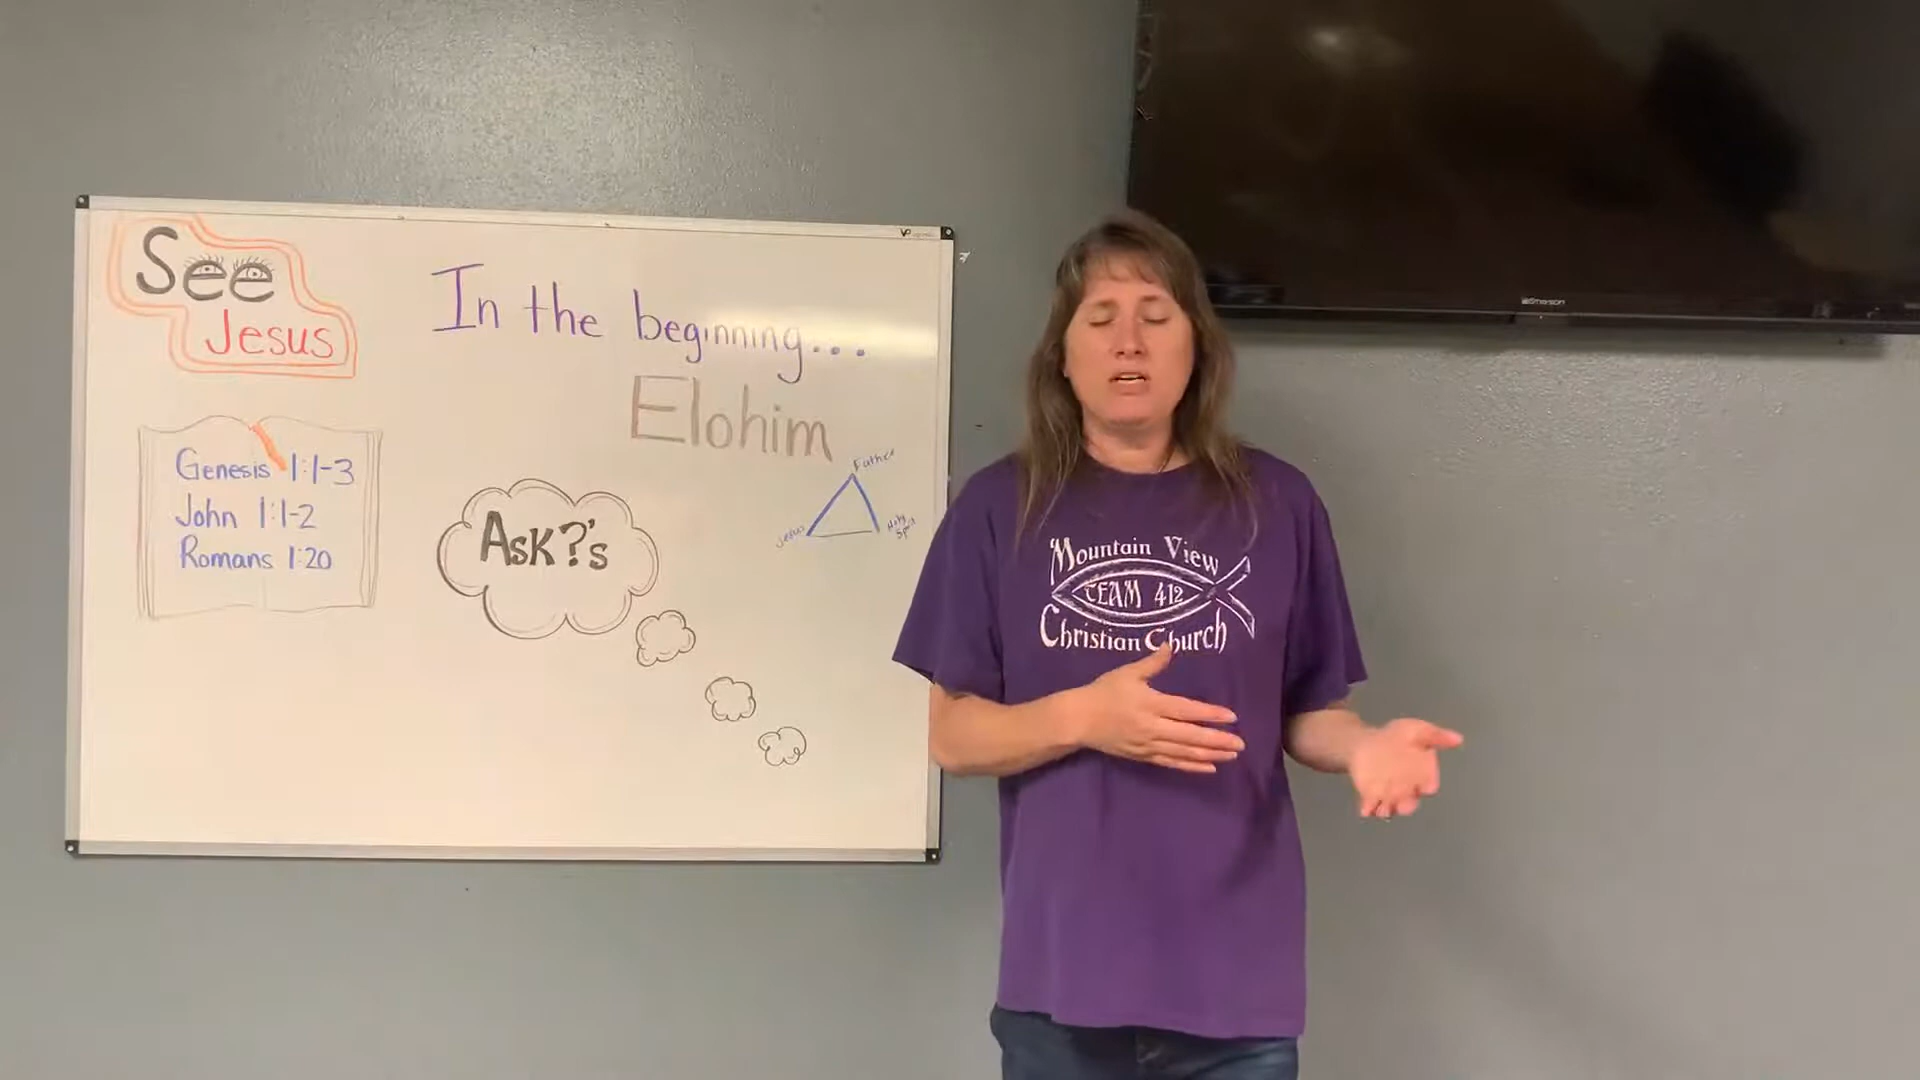 See
Jesus
In the beginning...
Elohim
Genesis 1:1-3
John 1:1-2
Romans 1:20
Ask?'s
Father
Jesus
Holy
Mountain View
TEAM 412
Christian Church
Emerson